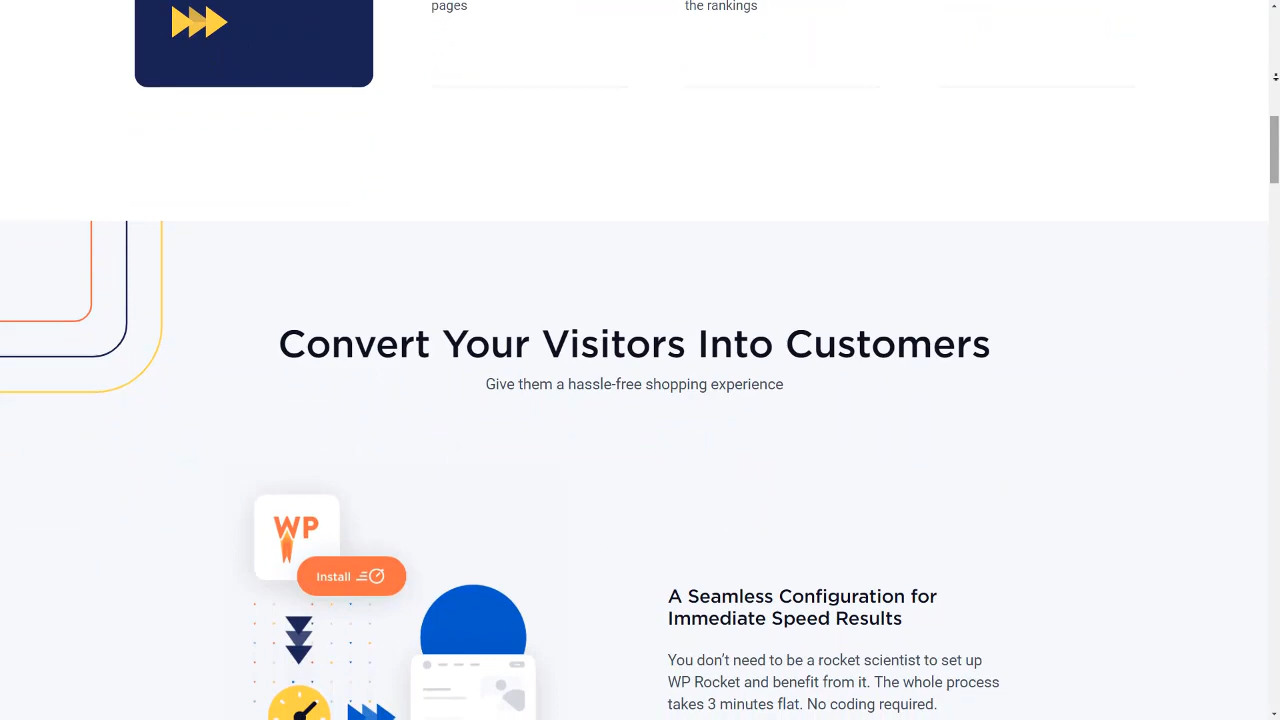 pages
the rankings
Convert Your Visitors Into Customers
Give them a hassle-free shopping experience
WP
Install
A Seamless Configuration for
Immediate Speed Results
You don’t need to be a rocket scientist to set up
WP Rocket and benefit from it. The whole process
takes 3 minutes flat. No coding required.